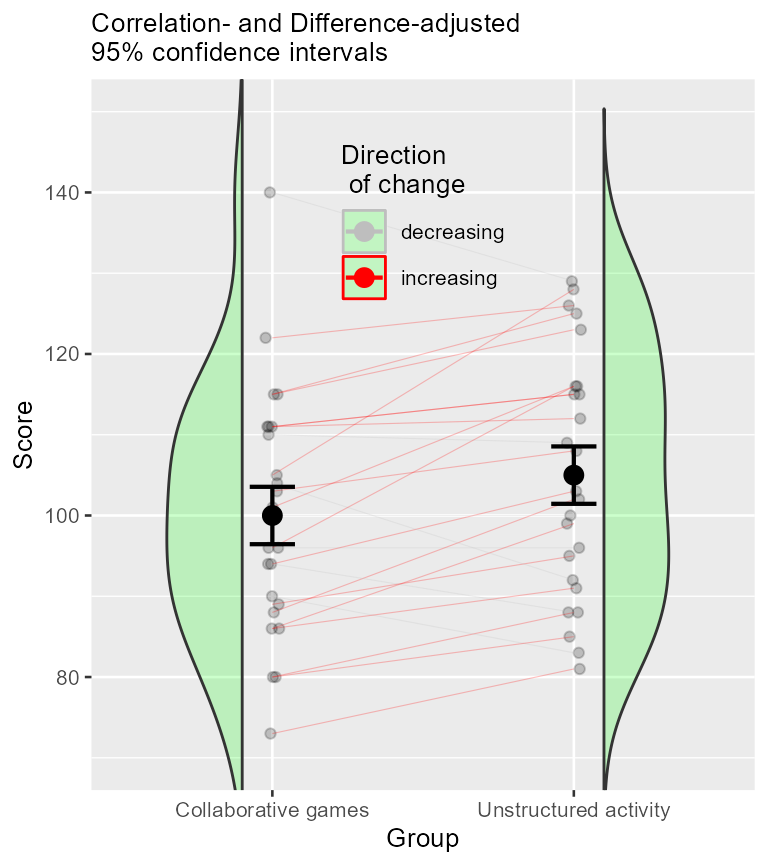 Correlation- and Difference-adjusted
95% confidence intervals
Direction
of change
decreasing
increasing
140
120
100
80
Score
Collaborative games
Unstructured activity
Group